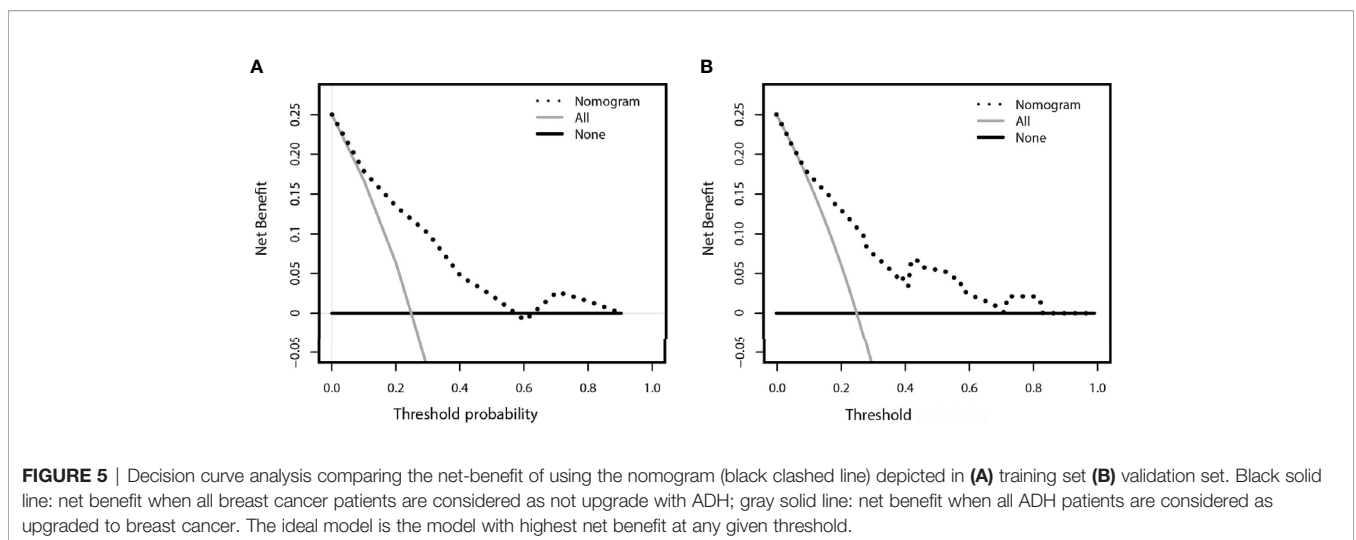 A
Nomogram
All
None
0.25
0.20
0.15
0.1
0.05
0
-0.05
Net Benefit
0.0 0.2 0.4 0.6 0.8 1.0
Threshold probability
B
Nomogram
All
None
0.25
0.20
0.15
0.1
0.05
0
-0.05
Net Benefit
0.0 0.2 0.4 0.6 0.8 1.0
Threshold
FIGURE 5 | Decision curve analysis comparing the net-benefit of using the nomogram (black clashed line) depicted in (A) training set (B) validation set. Black solid
line: net benefit when all breast cancer patients are considered as not upgrade with ADH; gray solid line: net benefit when all ADH patients are considered as
upgraded to breast cancer. The ideal model is the model with highest net benefit at any given threshold.